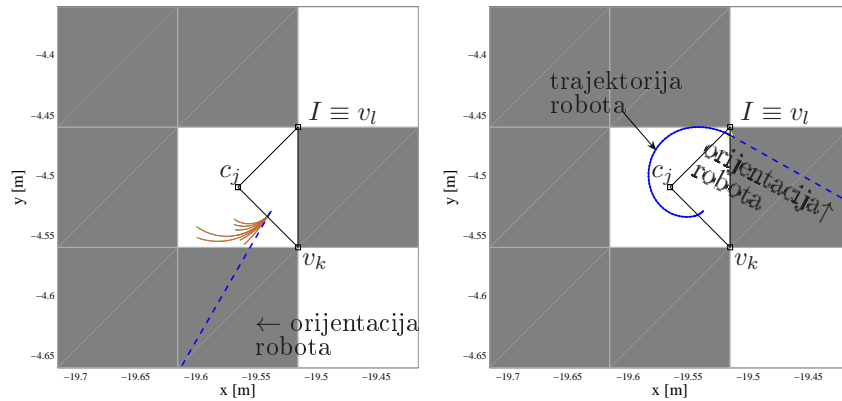 −4.4
−4.45
−4.5
−4.55
−4.6
−4.65
y [m]
I ≡ v_l
c_j
v_k
← orijentacija
robota
−19.7
−19.65
−19.6
−19.55
−19.5
−19.45
x [m]
−4.4
−4.45
−4.5
−4.55
−4.6
−4.65
y [m]
trajektorija
robota
I ≡ v_l
c_j
orijentacija↑
robota
v_k
−19.7
−19.65
−19.6
−19.55
−19.5
−19.45
x [m]